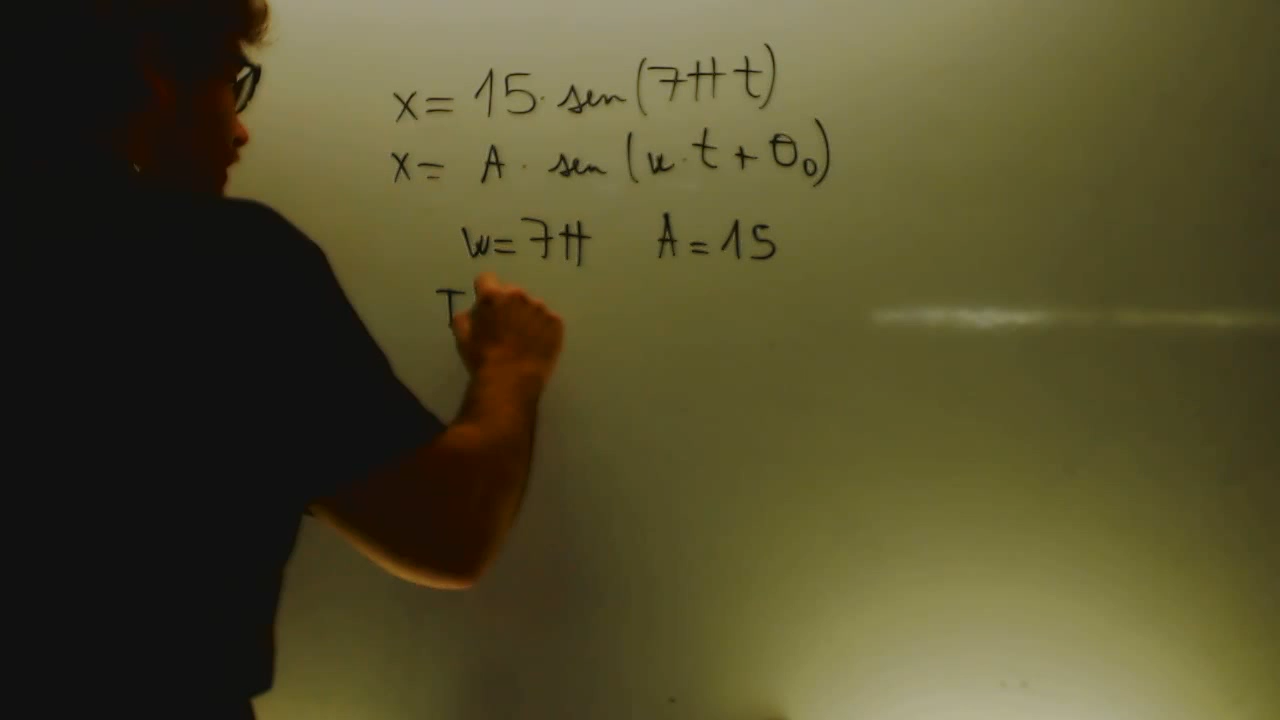 x = 15 · sen (7π t)
x = A · sen (w · t + θ₀)
w = 7π A = 15
T